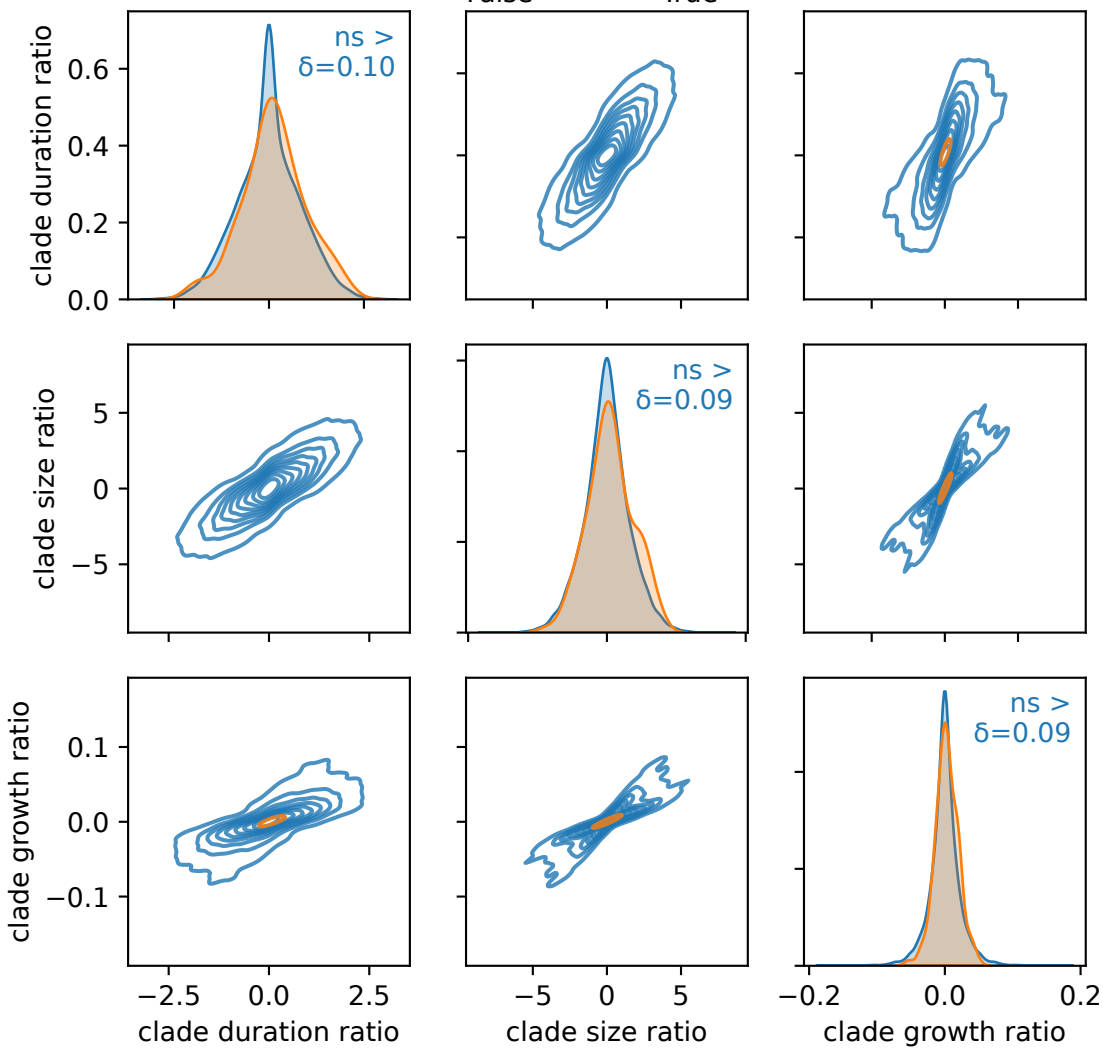 clade duration ratio
0.6
0.4
0.2
0.0
ns >
δ=0.10
clade size ratio
5
0
−5
ns >
δ=0.09
clade growth ratio
0.1
0.0
−0.1
ns >
δ=0.09
−2.5 0.0 2.5
−5 0 5
−0.2 0.0 0.2
clade duration ratio
clade size ratio
clade growth ratio